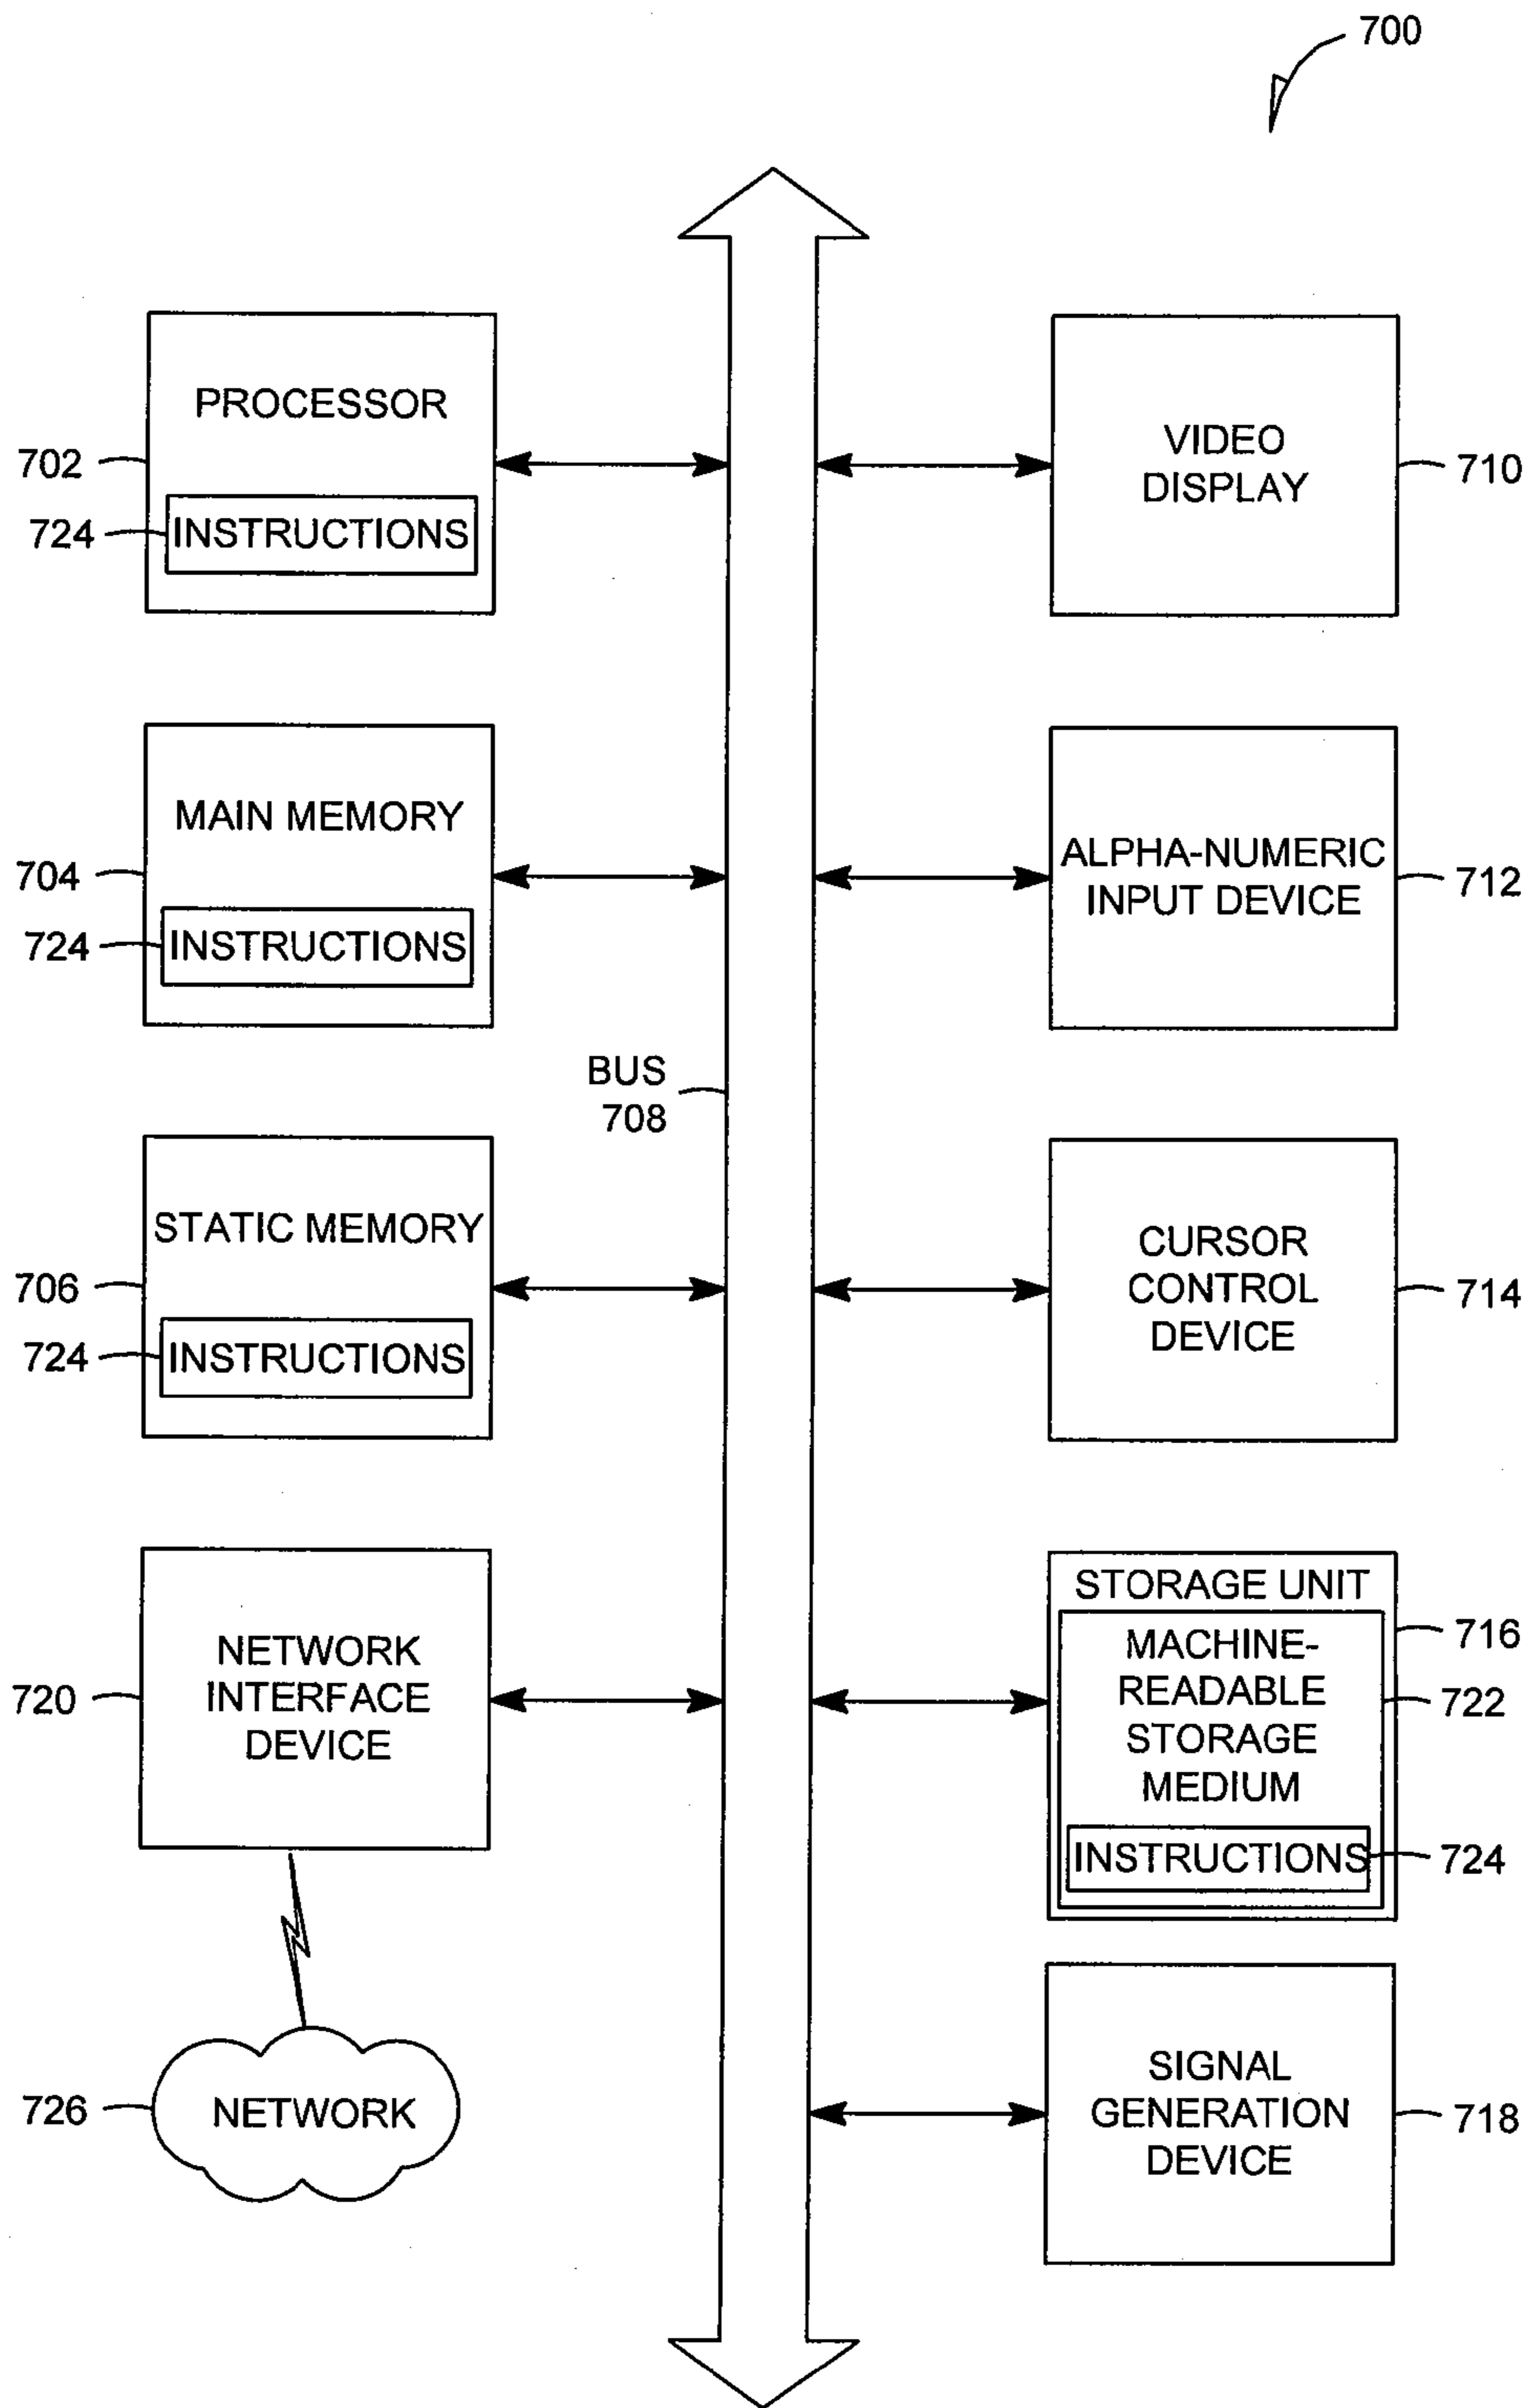 700
PROCESSOR
702
724
INSTRUCTIONS
VIDEO
DISPLAY
710
MAIN MEMORY
704
724
INSTRUCTIONS
ALPHA-NUMERIC
INPUT DEVICE
712
BUS
708
STATIC MEMORY
706
724
INSTRUCTIONS
CURSOR
CONTROL
DEVICE
714
NETWORK
INTERFACE
DEVICE
720
STORAGE UNIT
716
MACHINE-
READABLE
STORAGE
MEDIUM
722
INSTRUCTIONS
724
NETWORK
726
SIGNAL
GENERATION
DEVICE
718